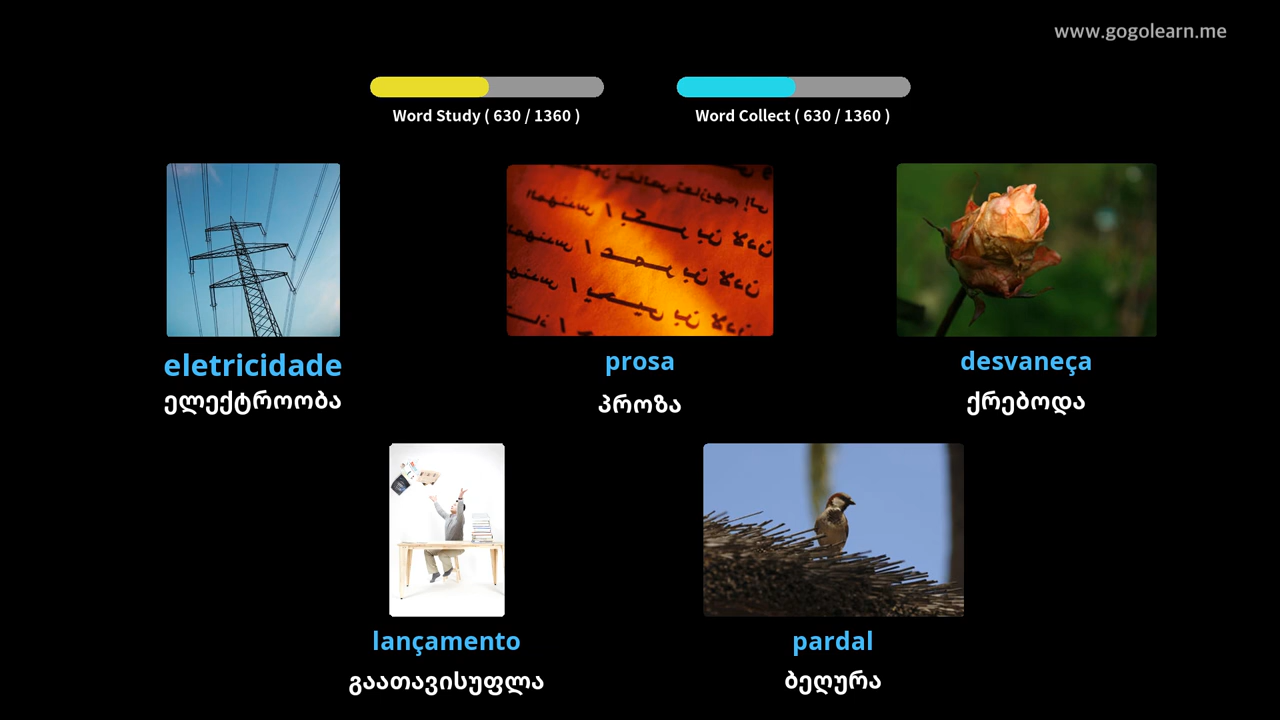 www.gogolearn.me
Word Study ( 630 / 1360 )
Word Collect ( 630 / 1360 )
eletricidade
ელექტროობა
prosa
პროზა
desvaneça
ქრებოდა
lançamento
გაათავისუფლა
pardal
ბეღურა